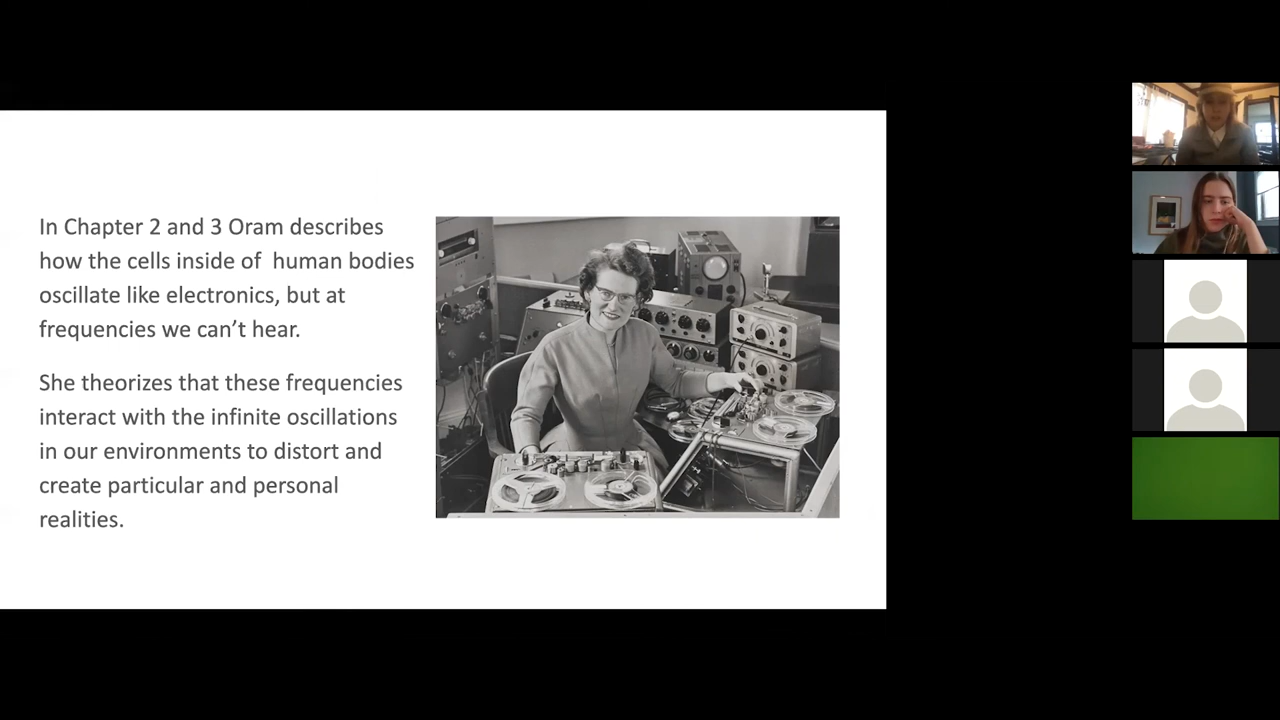 In Chapter 2 and 3 Oram describes
how the cells inside of  human bodies
oscillate like electronics, but at
frequencies we can’t hear.
She theorizes that these frequencies
interact with the infinite oscillations
in our environments to distort and
create particular and personal
realities.